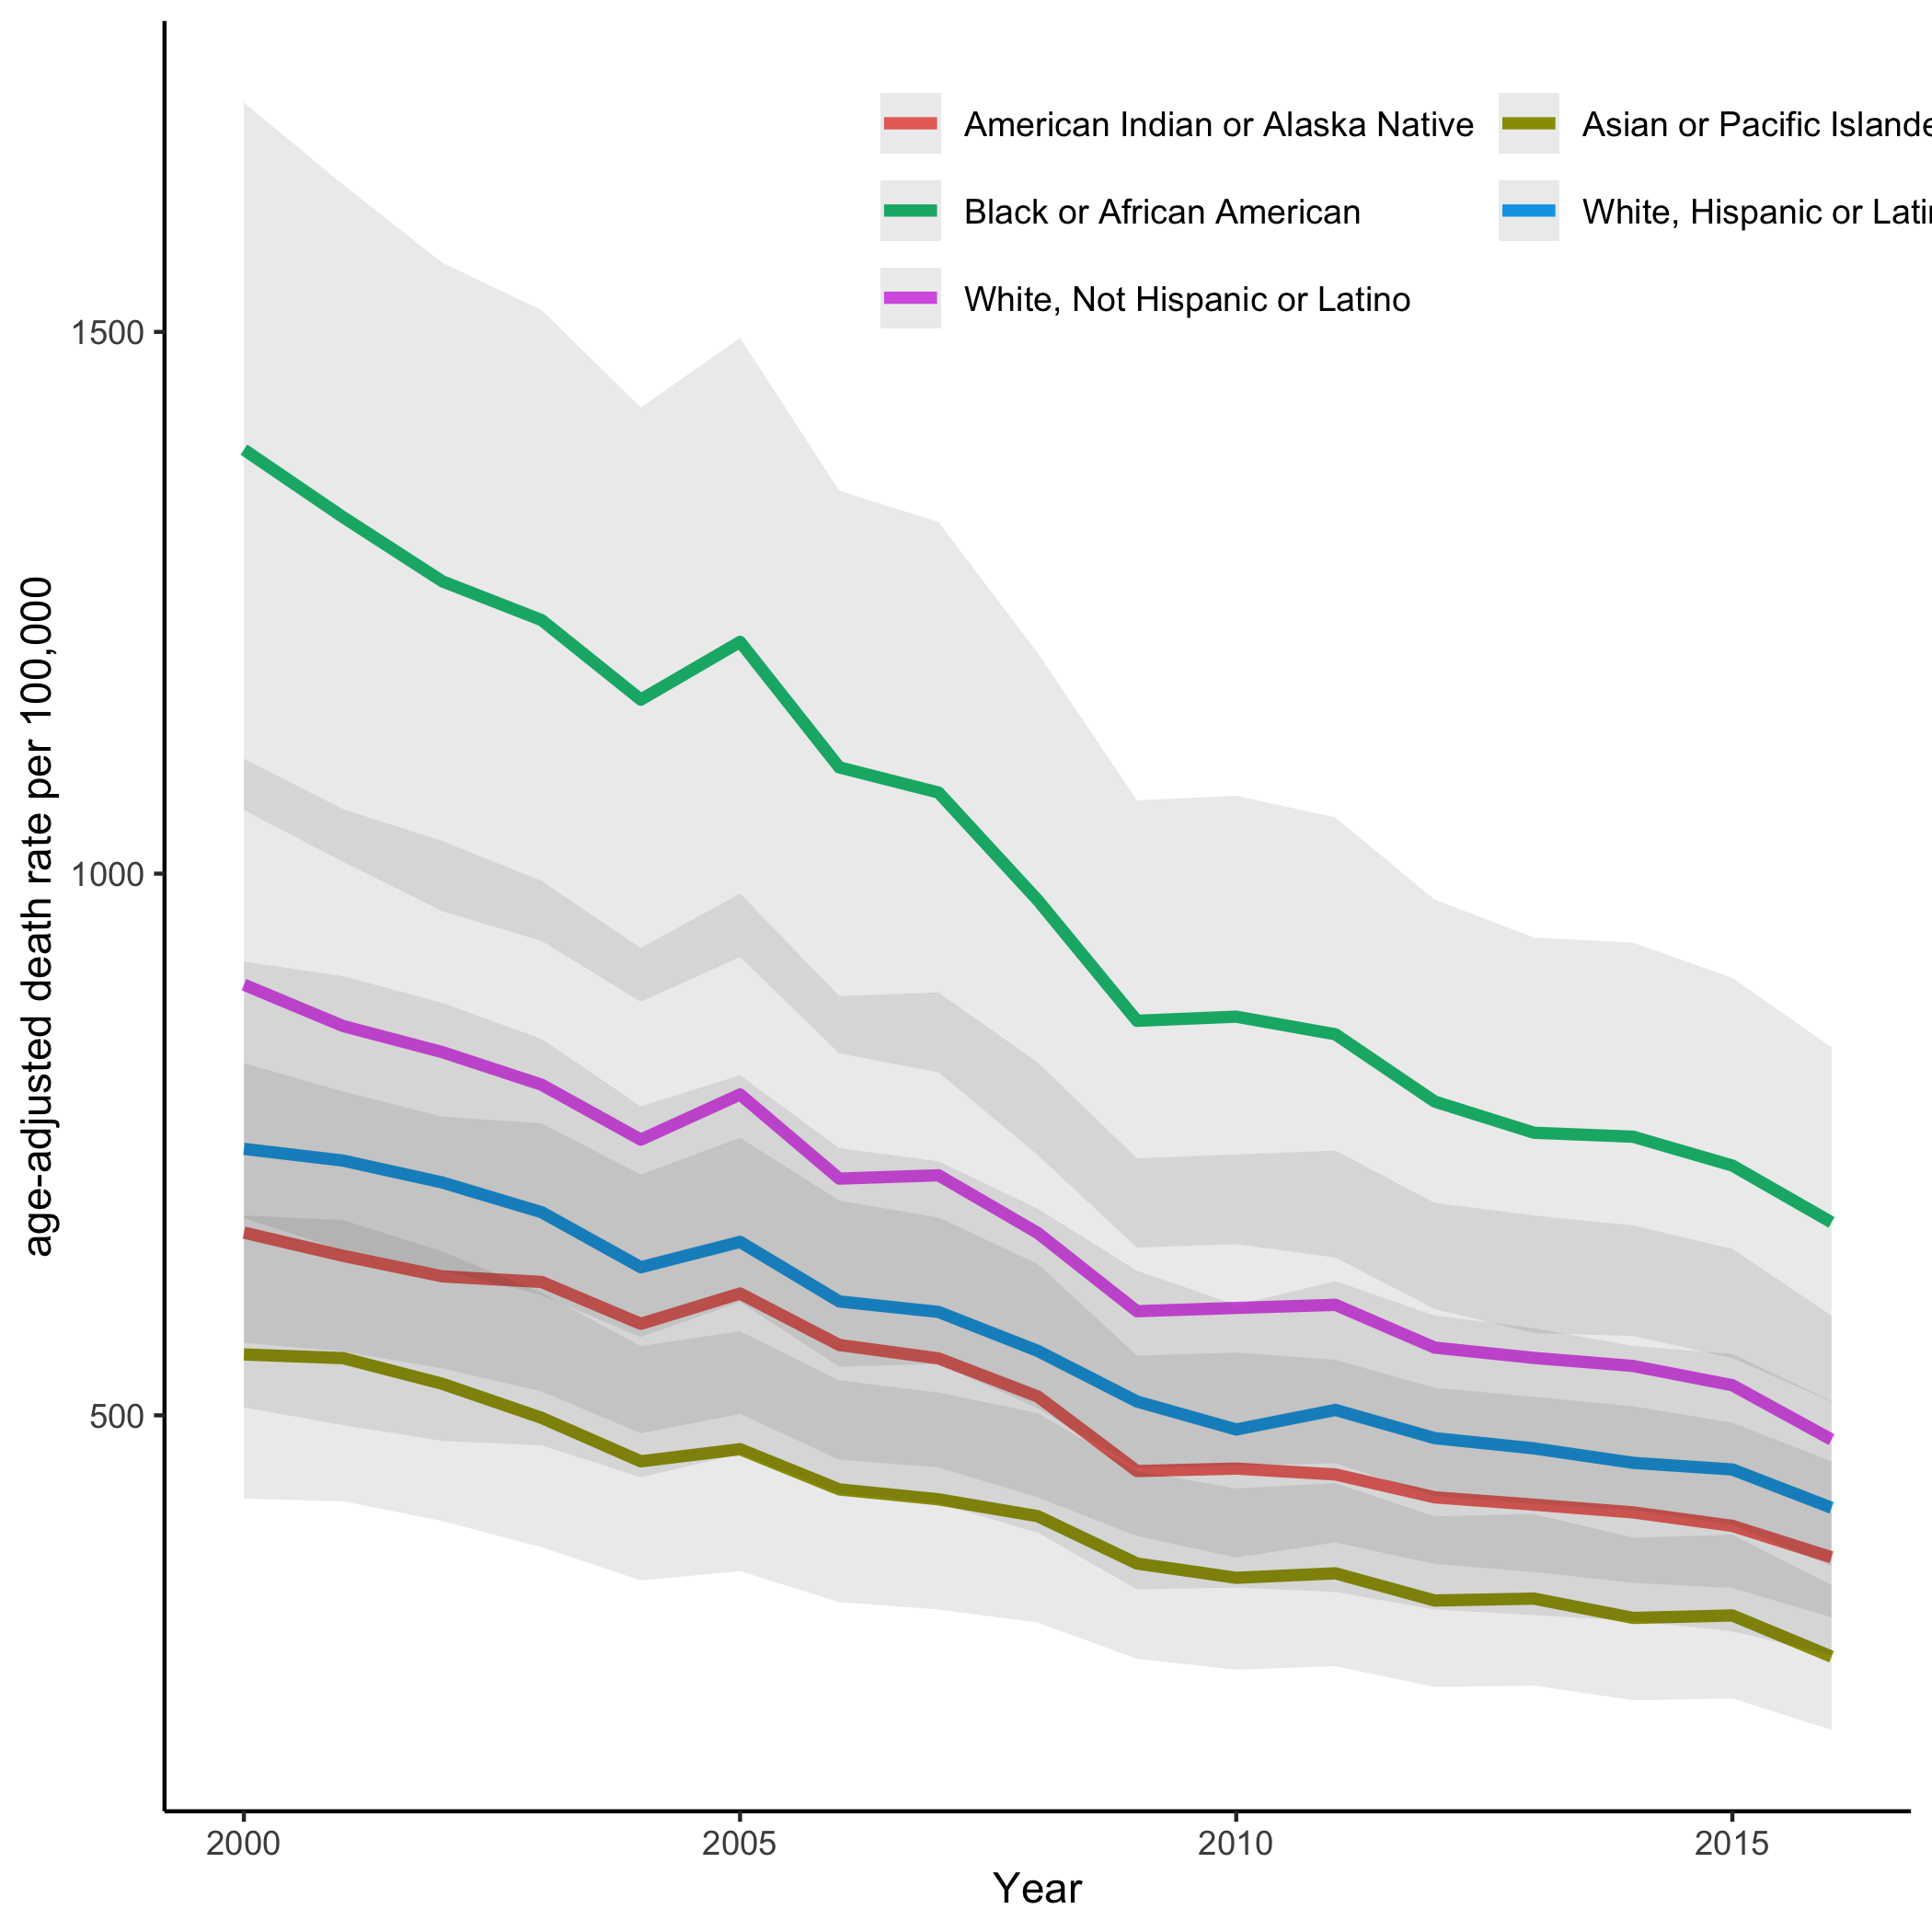 American Indian or Alaska Native
Asian or Pacific Islande
Black or African American
White, Hispanic or Lati
White, Not Hispanic or Latino
1500
1000
500
age-adjusted death rate per 100,000
2000
2005
2010
2015
Year